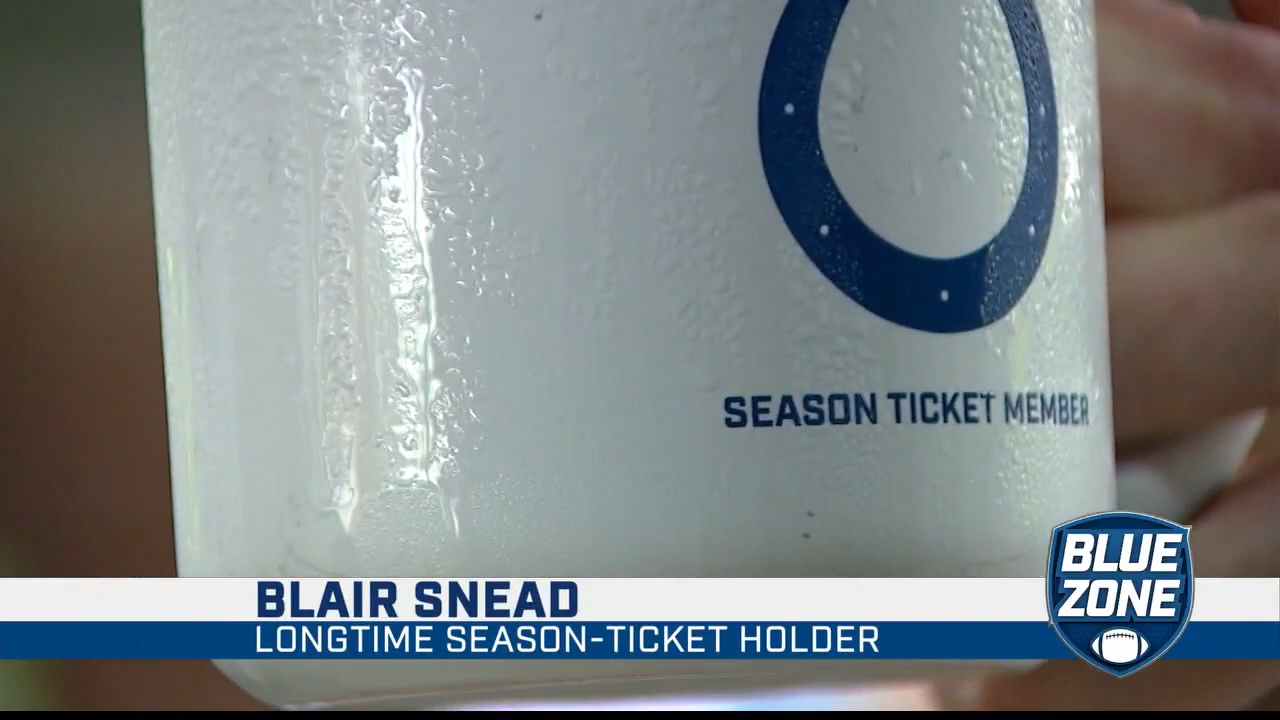 SEASON TICKET MEMBER
BLAIR SNEAD
LONGTIME SEASON-TICKET HOLDER
BLUE
ZONE